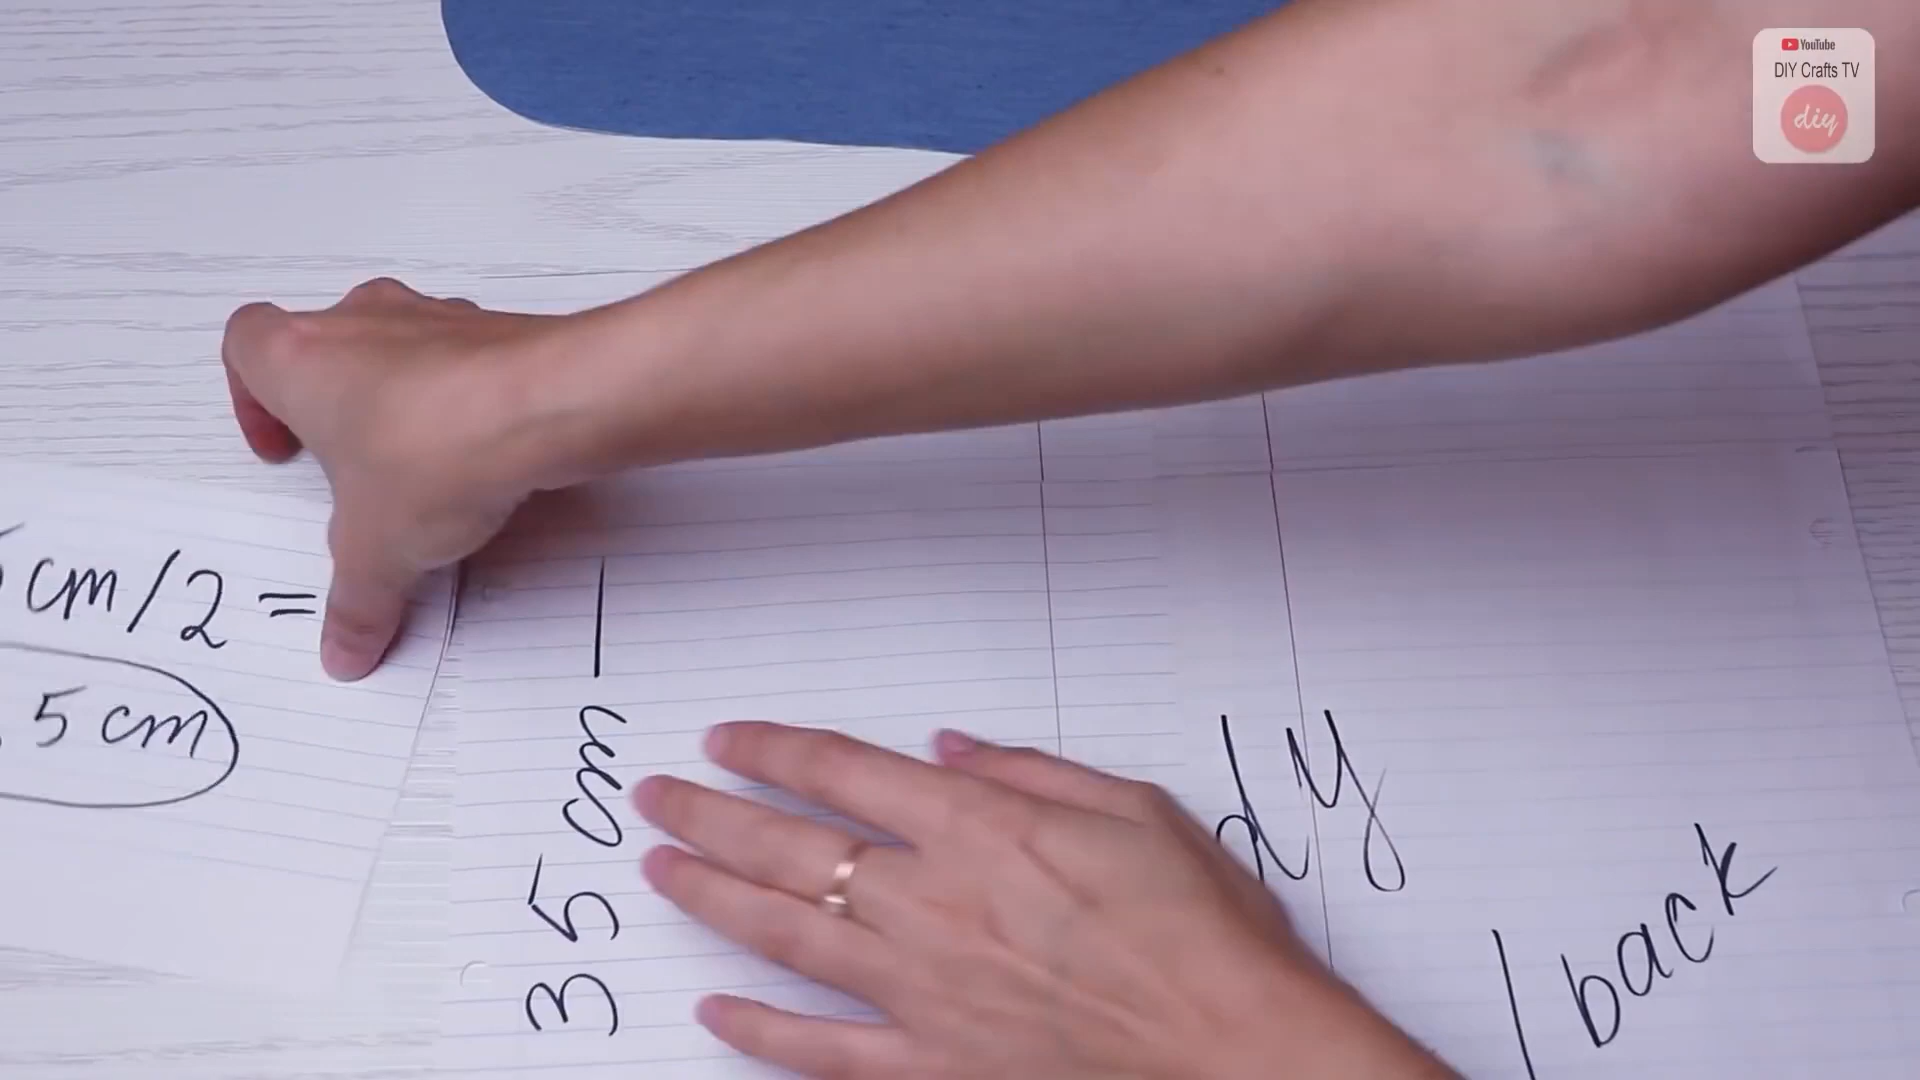 YouTube
DIY Crafts TV
diy
cm/2=
5 cm
35 cm
dy
/back